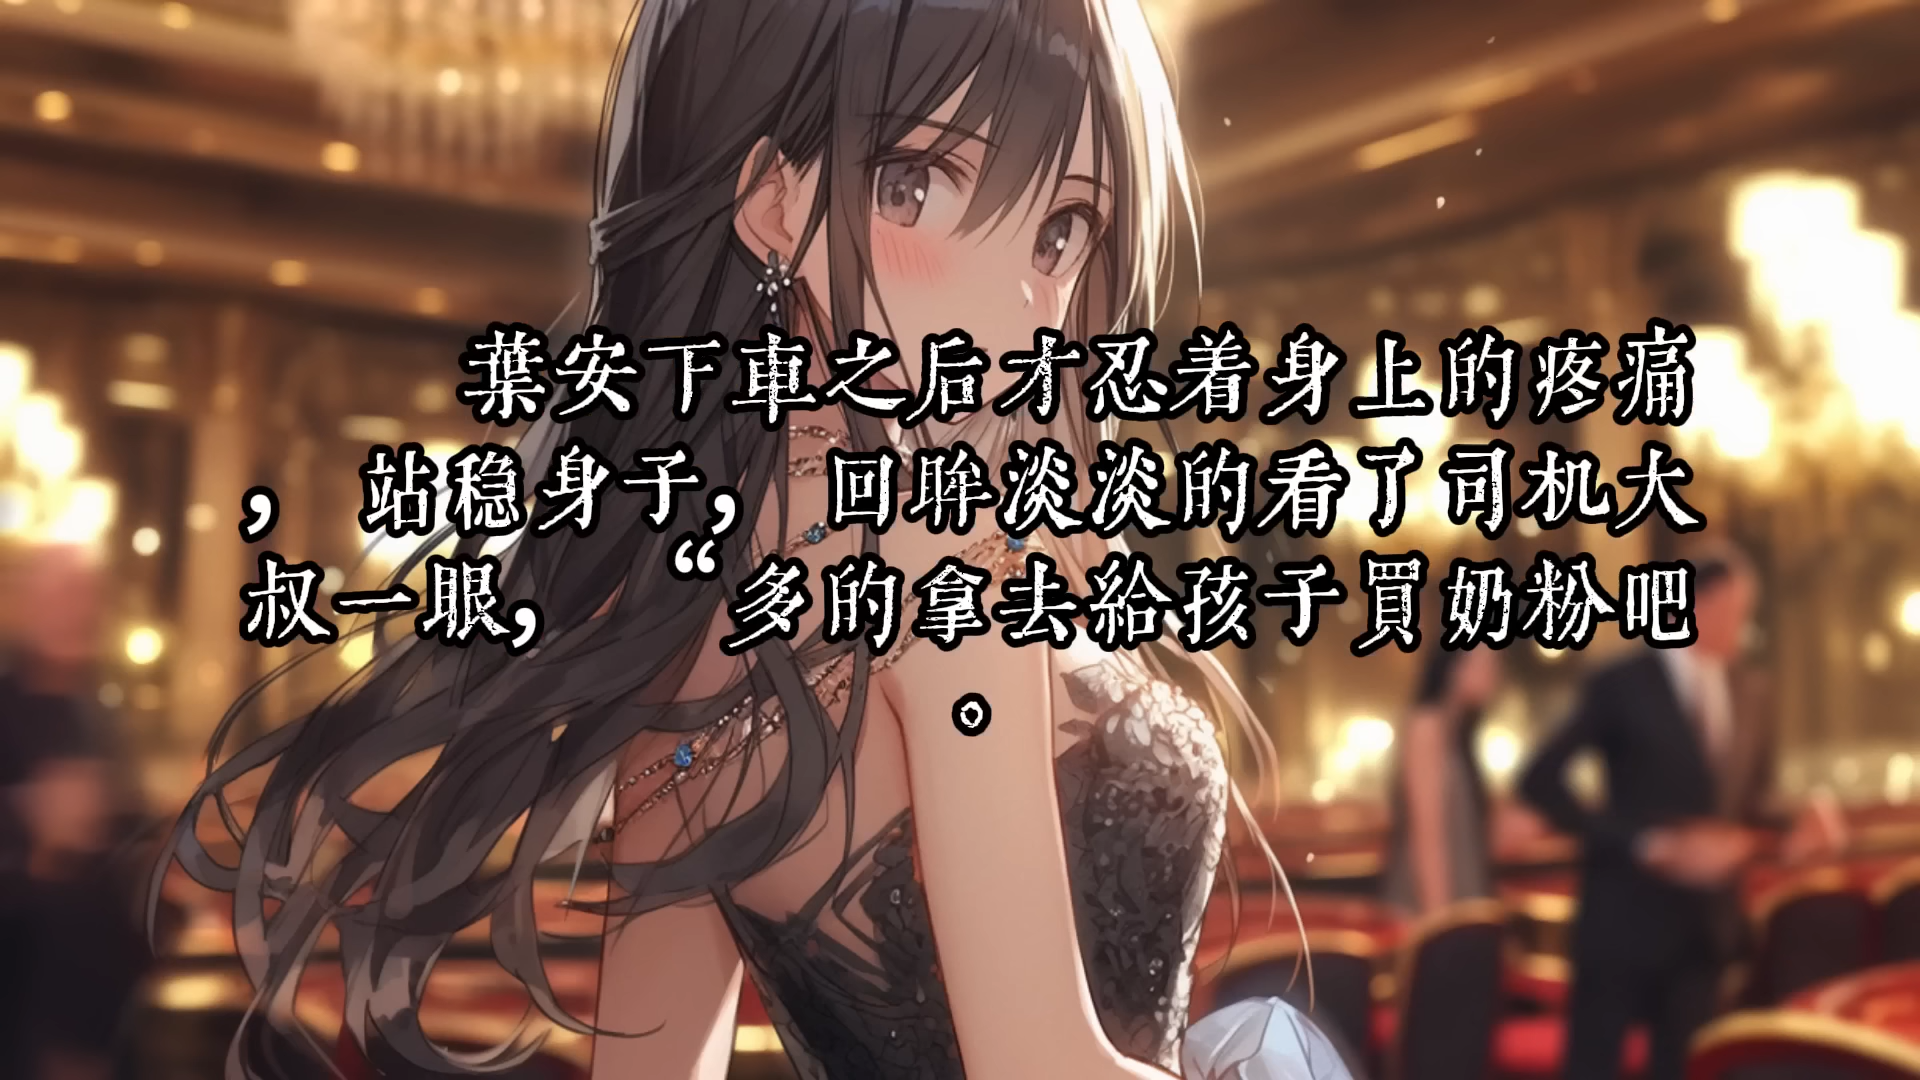 葉安下車之后才忍着身上的疼痛
，站稳身子，回眸淡淡的看了司机大
叔一眼，“多的拿去給孩子買奶粉吧
。